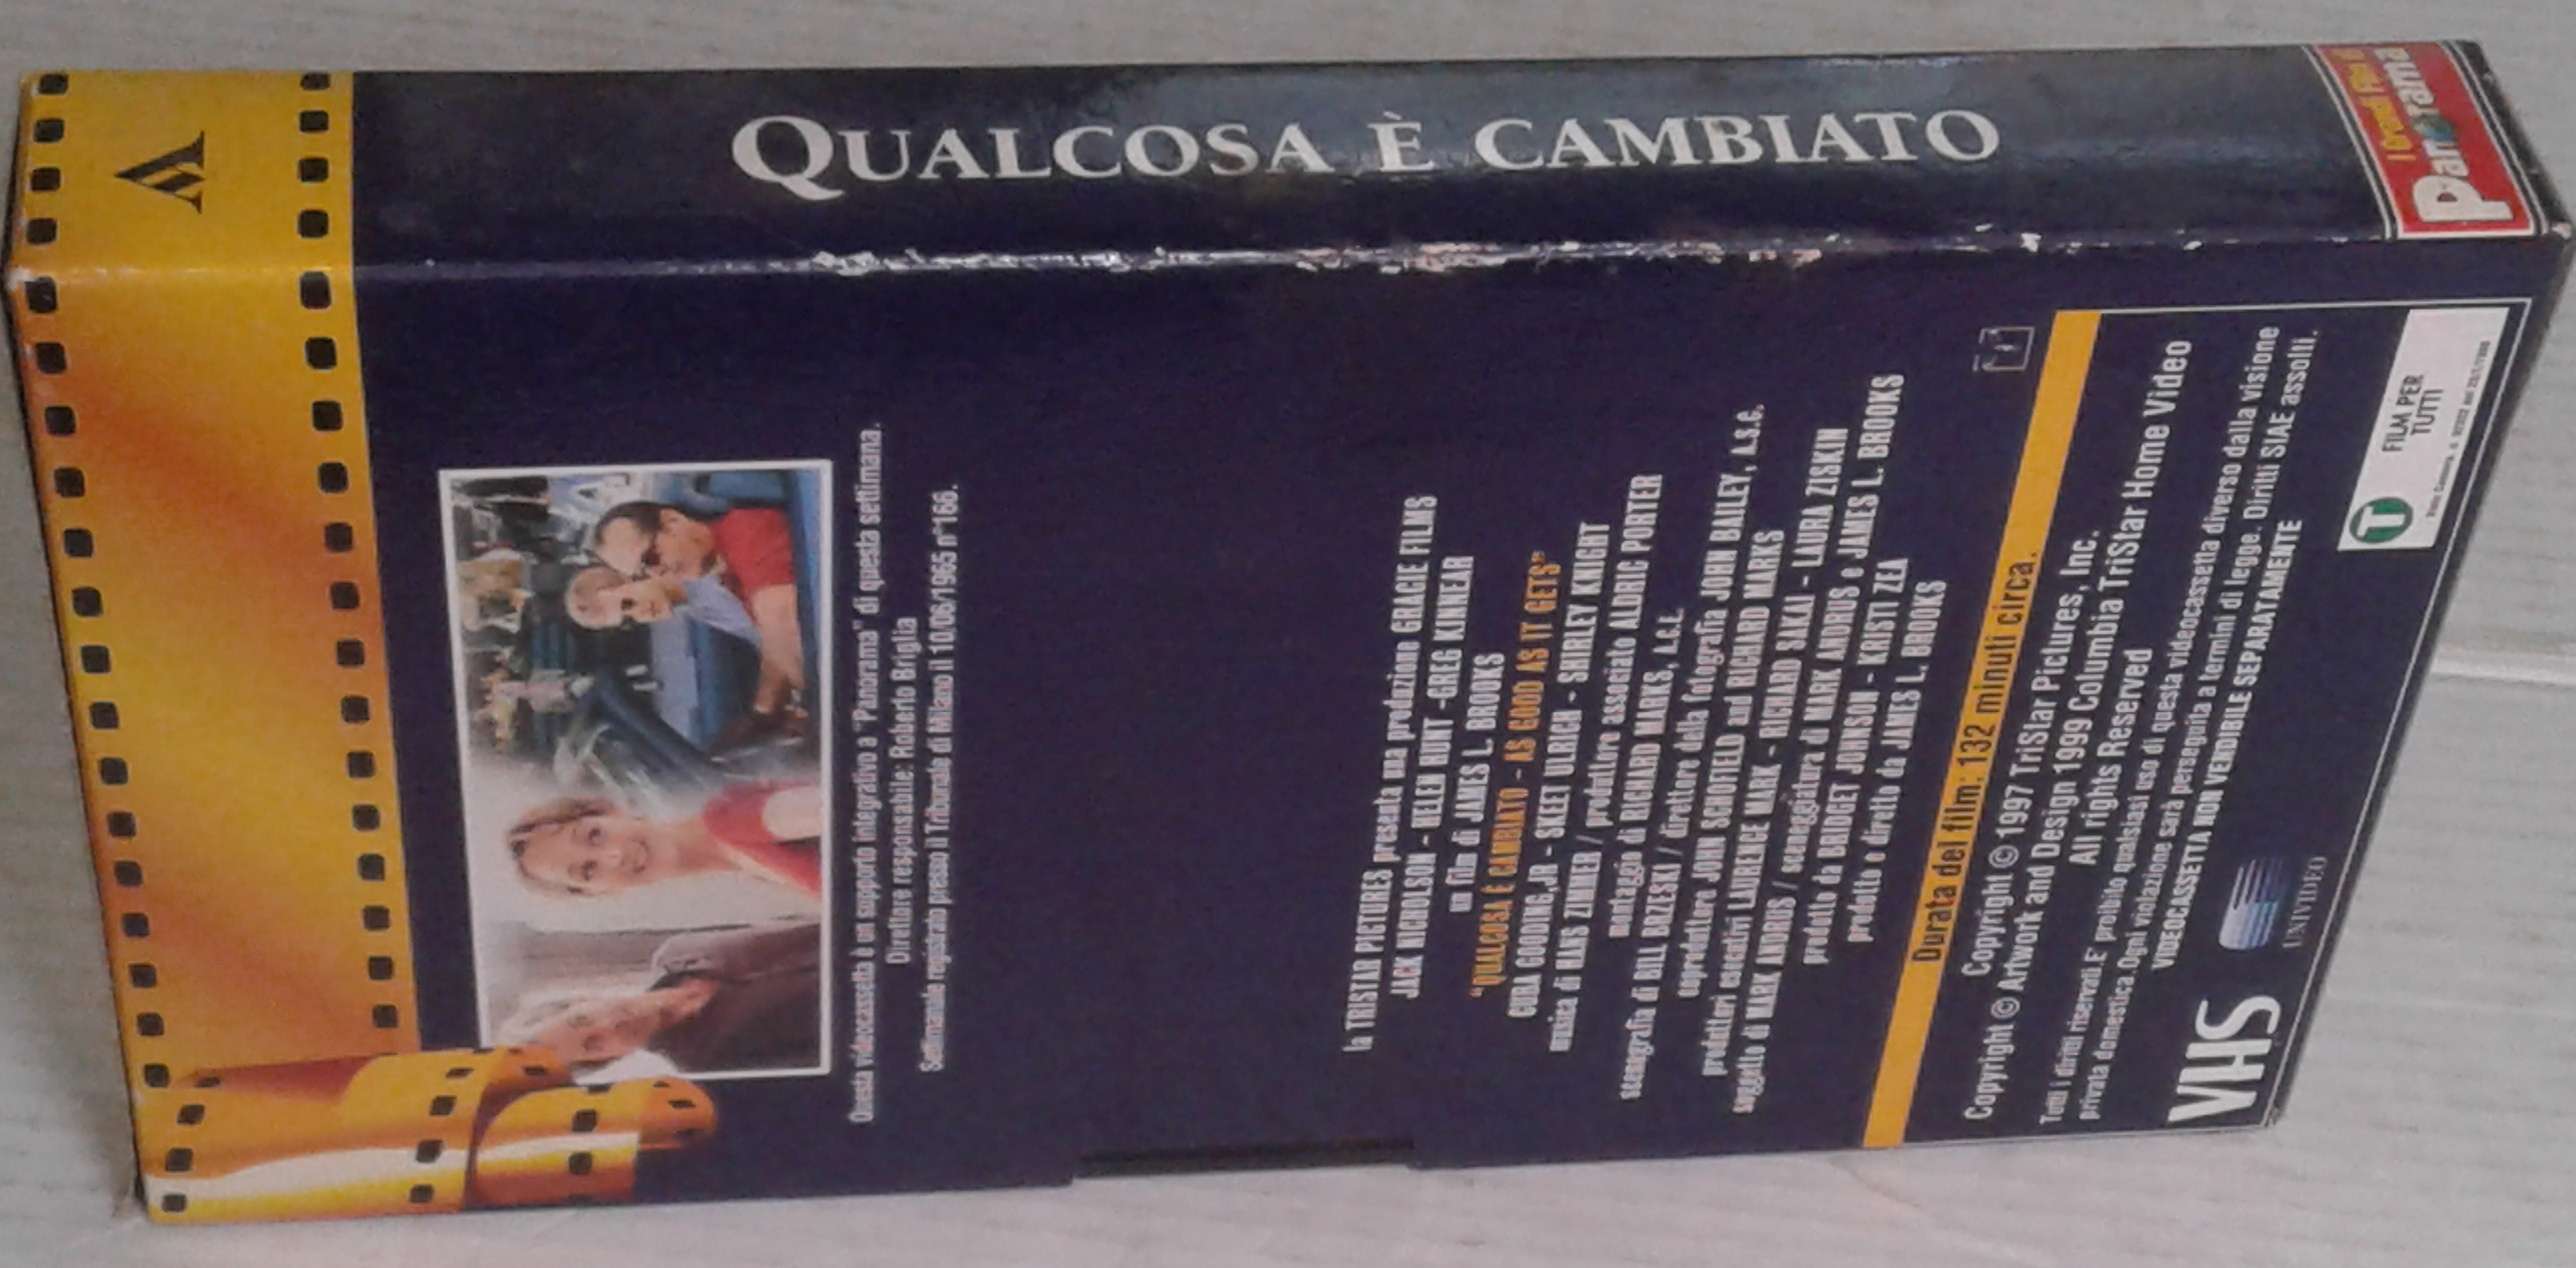 QUALCOSA È CAMBIATO
I Grandi Film di
Panorama
Questa videocassetta è un supporto integrativo a "Panorama" di questa settimana.
Direttore responsabile: Roberto Briglia
Settimanale registrato presso il Tribunale di Milano il 10/06/1965 n°166.
la TRISTAR PICTURES presenta una produzione GRACIE FILMS
JACK NICHOLSON - HELEN HUNT -GREG KINNEAR
un film di JAMES L. BROOKS
"QUALCOSA È CAMBIATO - AS GOOD AS IT GETS"
CUBA GOODING,JR - SKEET ULRICH - SHIRLEY KNIGHT
musica di HANS ZIMMER / produttore associato ALDRIC PORTER
montaggio di RICHARD MARKS, A.C.E.
scenografia di BILL BRZESKI / direttore della fotografia JOHN BAILEY, A.S.C.
coproduttore JOHN SCHOFIELD and RICHARD MARKS
produttori esecutivi LAURENCE MARK - RICHARD SAKAI - LAURA ZISKIN
soggetto di MARK ANDRUS / sceneggiatura di MARK ANDRUS e JAMES L. BROOKS
prodotto da BRIDGET JOHNSON - KRISTI ZEA
prodotto e diretto da JAMES L. BROOKS
Durata del film: 132 minuti circa.
Copyright © 1997 TriStar Pictures, Inc.
Copyright © Artwork and Design 1999 Columbia TriStar Home Video
All rights Reserved
Tutti i diritti riservati E' proibito qualsiasi uso di questa videocassetta diverso dalla visione
privata domestica.Ogni violazione sarà perseguita a termini di legge. Diritti SIAE assolti.
VIDEOCASSETTA NON VENDIBILE SEPARATAMENTE
VHS
UNIVIDEO
T
FILM PER
TUTTI